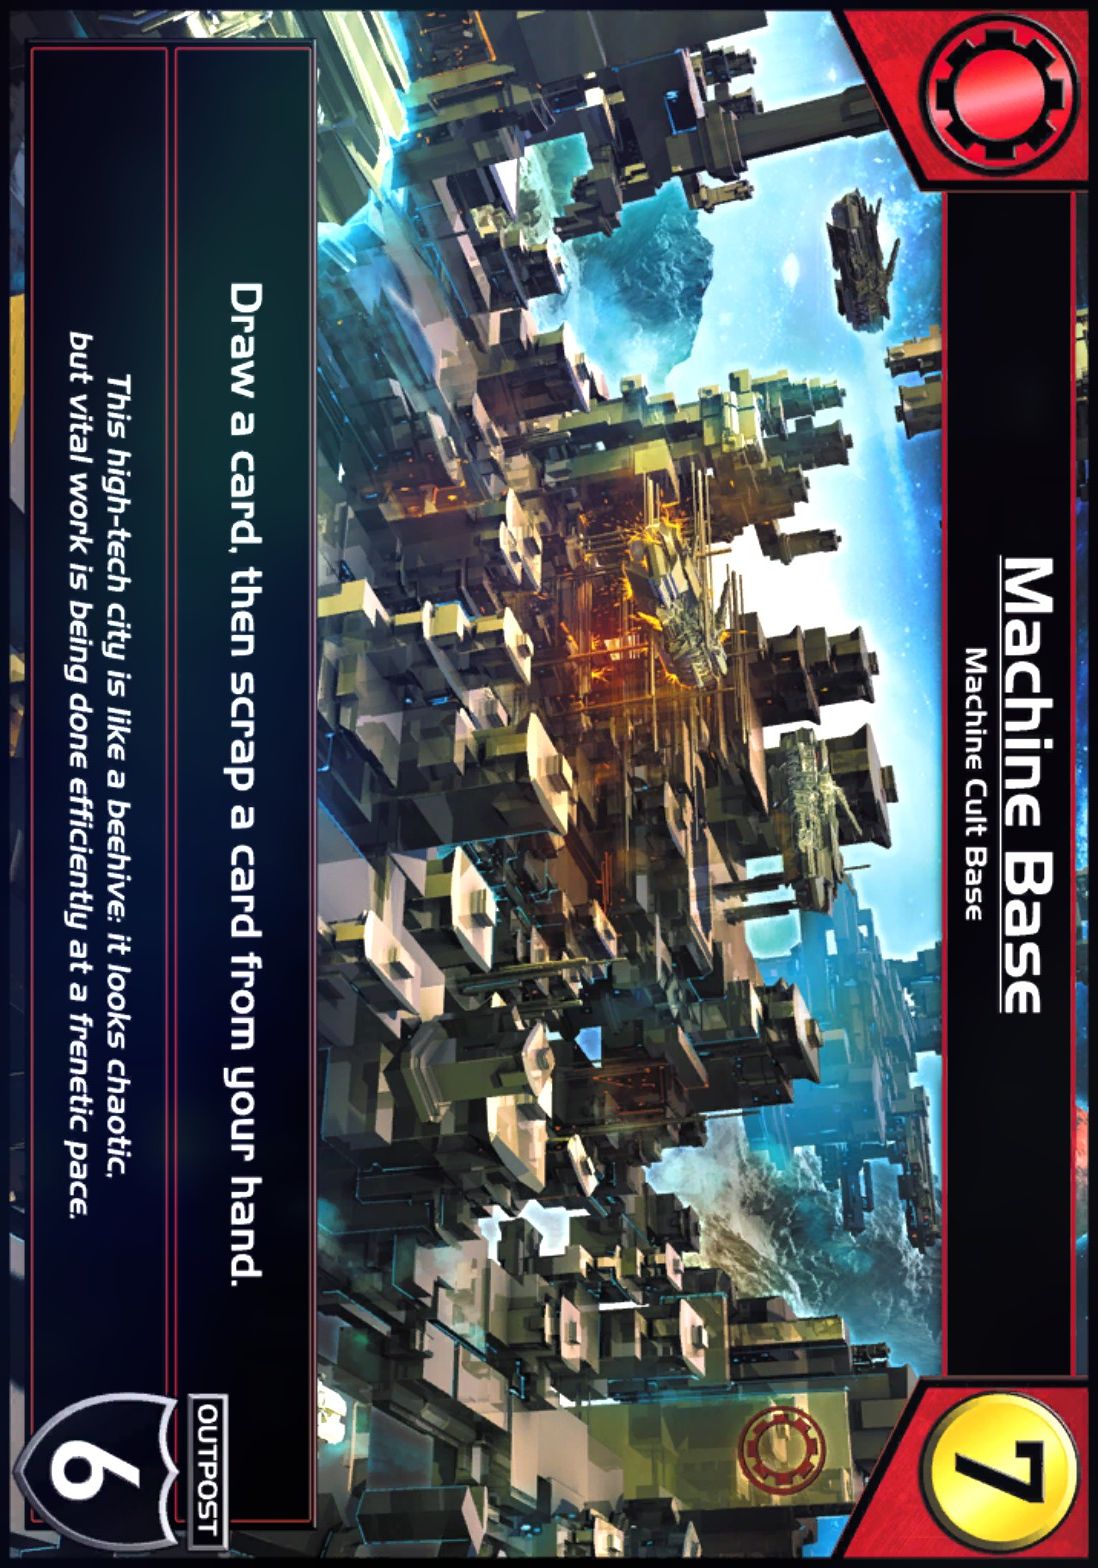 Machine Base
Machine Cult Base
7
Draw a card, then scrap a card from your hand.
OUTPOST
This high-tech city is like a beehive: it looks chaotic,
but vital work is being done efficiently at a frenetic pace.
6